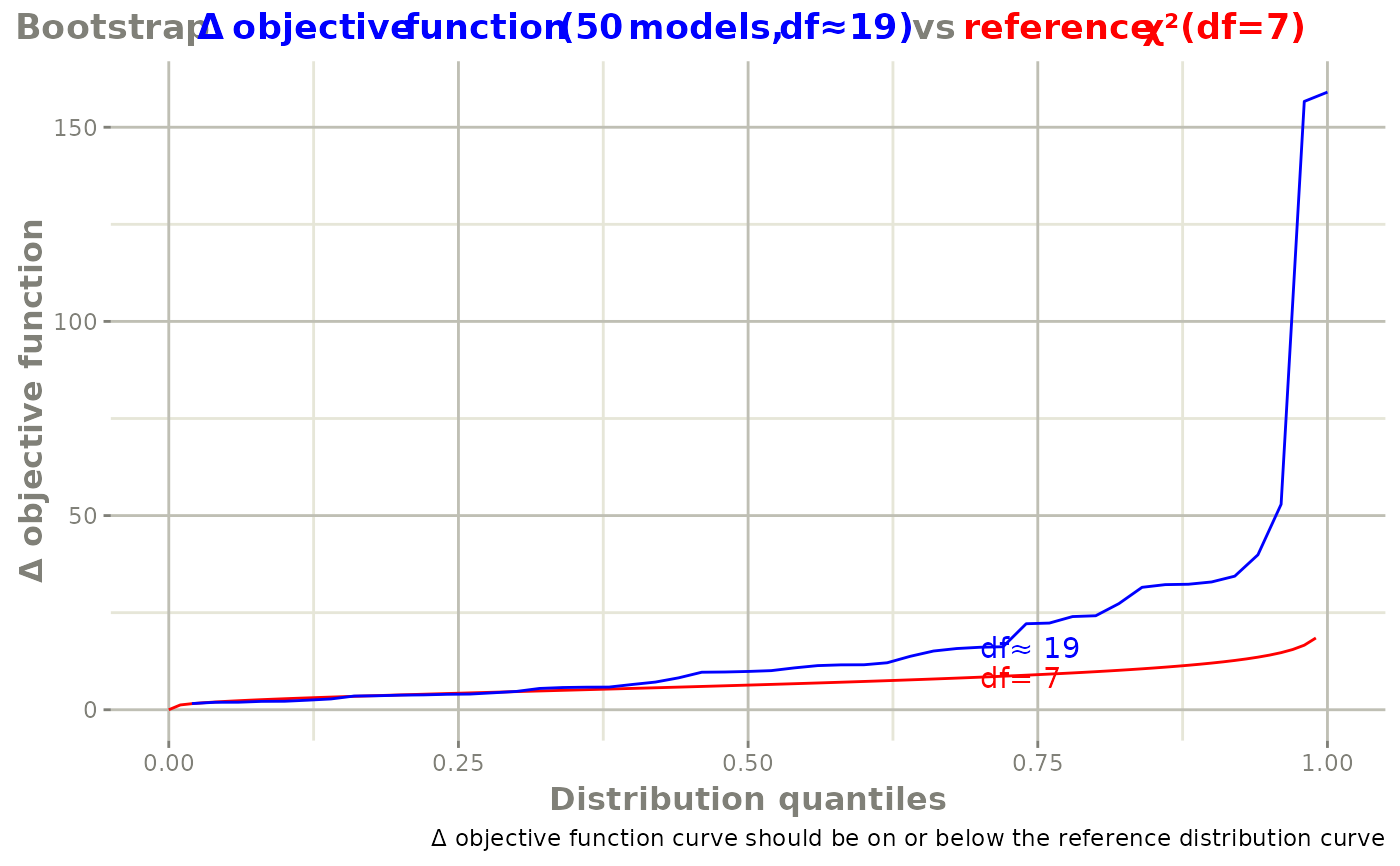 Bootstrap Δ objective function (50 models, df≈19) vs reference χ²(df=7)
150
100
50
0
Δ objective function
df≈ 19
df= 7
0.00 0.25 0.50 0.75 1.00
Distribution quantiles
Δ objective function curve should be on or below the reference distribution curve